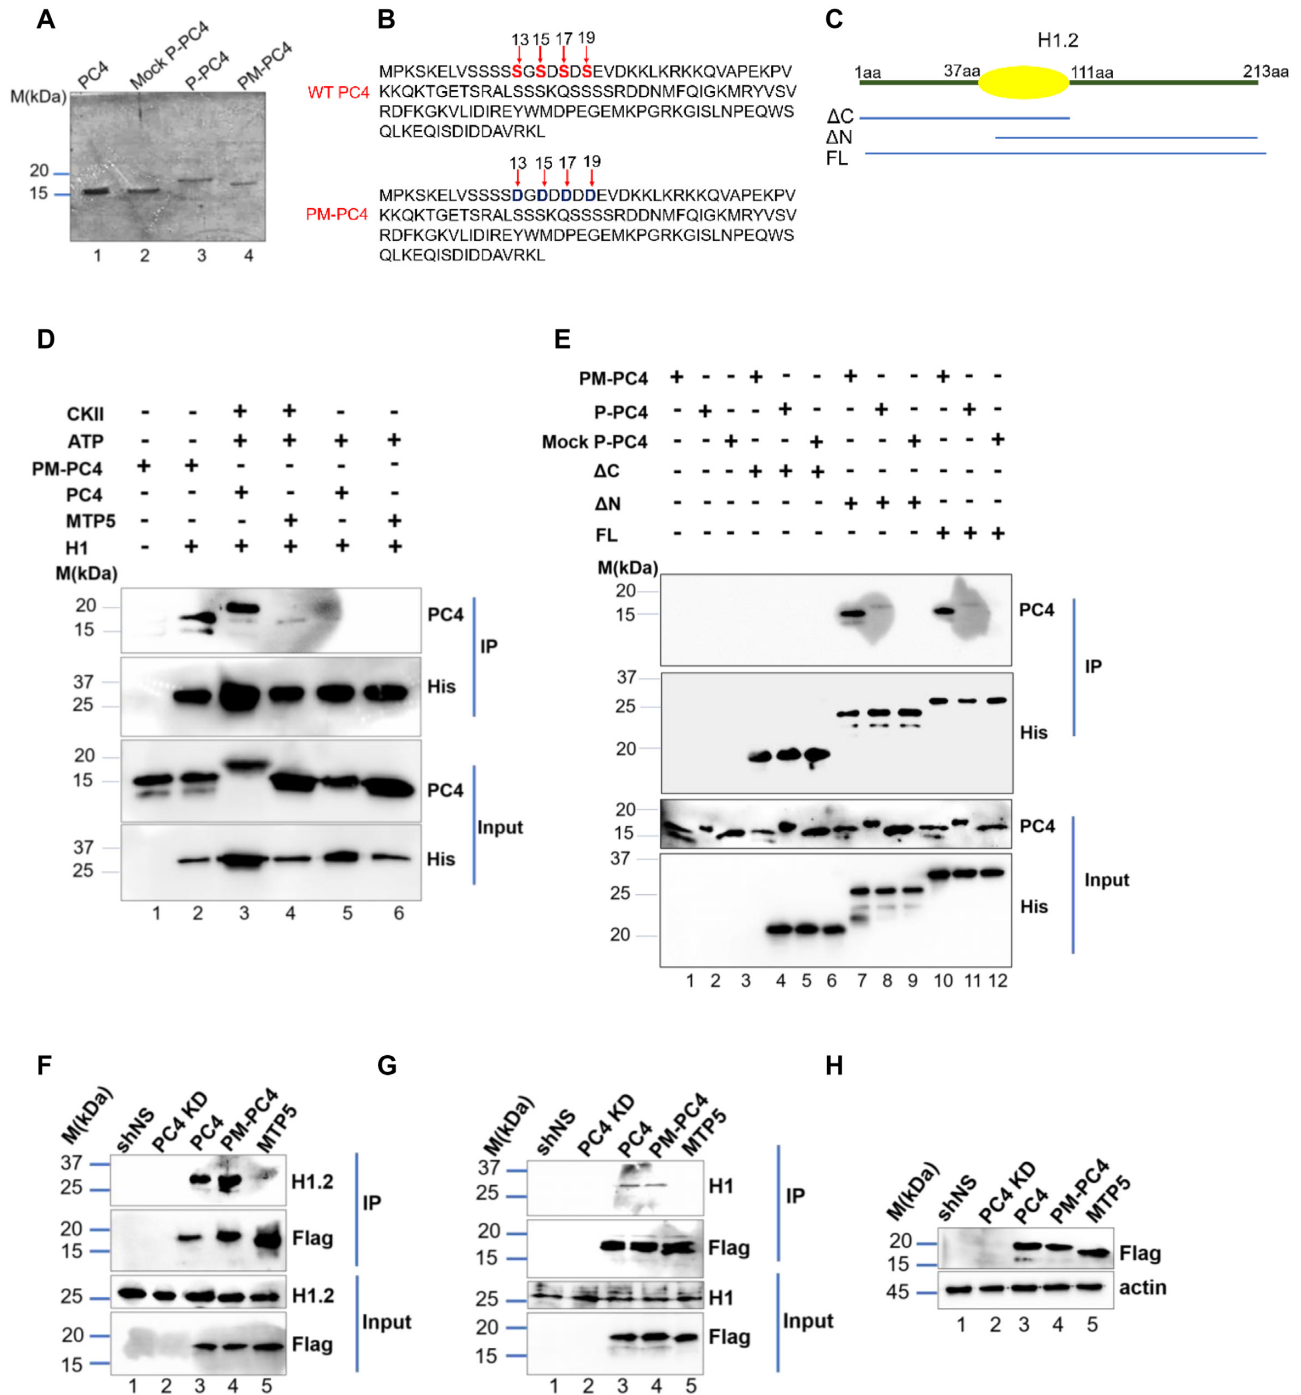 A
PC4
Mock P-PC4
P-PC4
PM-PC4
M(kDa)
20
15
1 2 3 4
B
13 15 17 19
WT PC4
MPKSKELVSSSSSGSDSDSEVDKKLKRKKQVAPEKPV
KKQKTGETSRALSSSKQSSSSRDDNMFQIGKMRYVSV
RDFKGKVLIDIREYWMDPEGEMKPGRKGISLNPEQWS
QLKEQISDIDDAVRKL
13 15 17 19
PM-PC4
MPKSKELVSSSSDGDDDDDEVDKKLKRKKQVAPEKPV
KKQKTGETSRALSSSKQSSSSRDDNMFQIGKMRYVSV
RDFKGKVLIDIREYWMDPEGEMKPGRKGISLNPEQWS
QLKEQISDIDDAVRKL
C
H1.2
1aa 37aa 111aa 213aa
ΔC
ΔN
FL
D
CKII - - + + - -
ATP - - + + + +
PM-PC4 + + - - - -
PC4 - - + - + -
MTP5 - - - + - +
H1 - + + + + +
M(kDa)
20
15
PC4
37
25
His
IP
20
15
PC4
37
25
His
Input
1 2 3 4 5 6
E
PM-PC4 + - - + - - + - - + - -
P-PC4 - + - - + - - + - - + -
Mock P-PC4 - - + - - + - - + - - +
ΔC - - - + + + - - - - - -
ΔN - - - - - - + + + - - -
FL - - - - - - - - - + + +
M(kDa)
20
15
PC4
37
25
20
His
IP
20
15
PC4
37
25
20
His
Input
1 2 3 4 5 6 7 8 9 10 11 12
F
M(kDa)
shNS
PC4 KD
PC4
PM-PC4
MTP5
37
25
H1.2
20
15
Flag
IP
25
H1.2
20
15
Flag
Input
1 2 3 4 5
G
M(kDa)
shNS
PC4 KD
PC4
PM-PC4
MTP5
37
25
H1
20
15
Flag
IP
25
H1
20
15
Flag
Input
1 2 3 4 5
H
M(kDa)
shNS
PC4 KD
PC4
PM-PC4
MTP5
20
15
Flag
45
actin
1 2 3 4 5